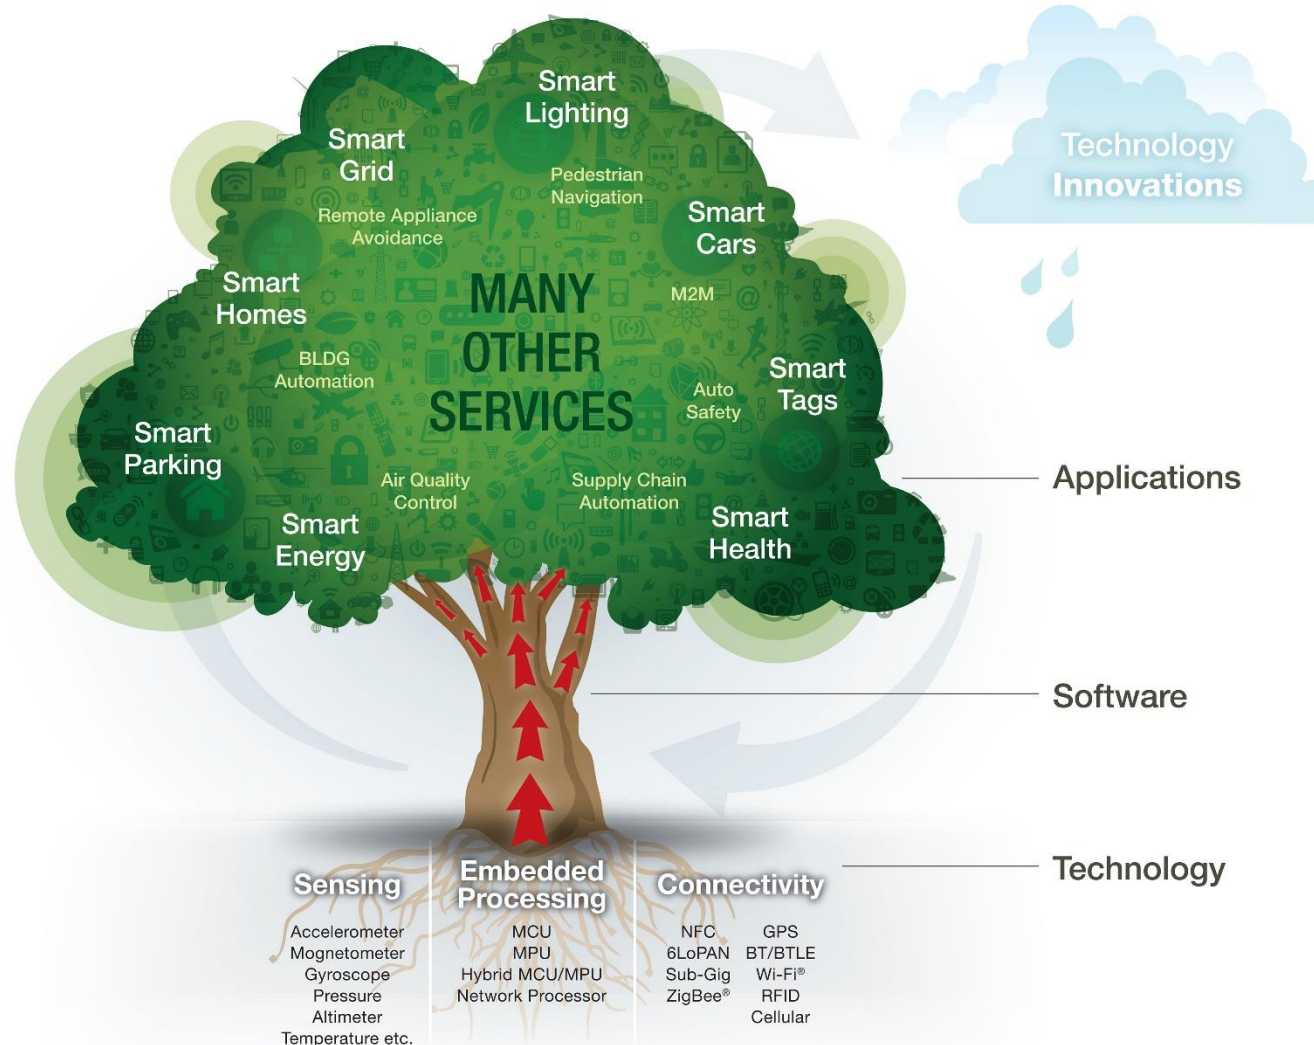 Smart
Lighting
Smart
Grid
Technology
Innovations
Pedestrian
Navigation
Remote Appliance
Avoidance
Smart
Cars
Smart
Homes
MANY
OTHER
SERVICES
M2M
BLDG
Automation
Smart
Tags
Auto
Safety
Smart
Parking
Air Quality
Control
Supply Chain
Automation
Applications
Smart
Energy
Smart
Health
Software
Technology
Sensing
Accelerometer
Mognetometer
Gyroscope
Pressure
Altimeter
Temperature etc.
Embedded
Processing
MCU
MPU
Hybrid MCU/MPU
Network Processor
Connectivity
NFC
6LoPAN
Sub-Gig
ZigBee®
GPS
BT/BTLE
Wi-Fi®
RFID
Cellular